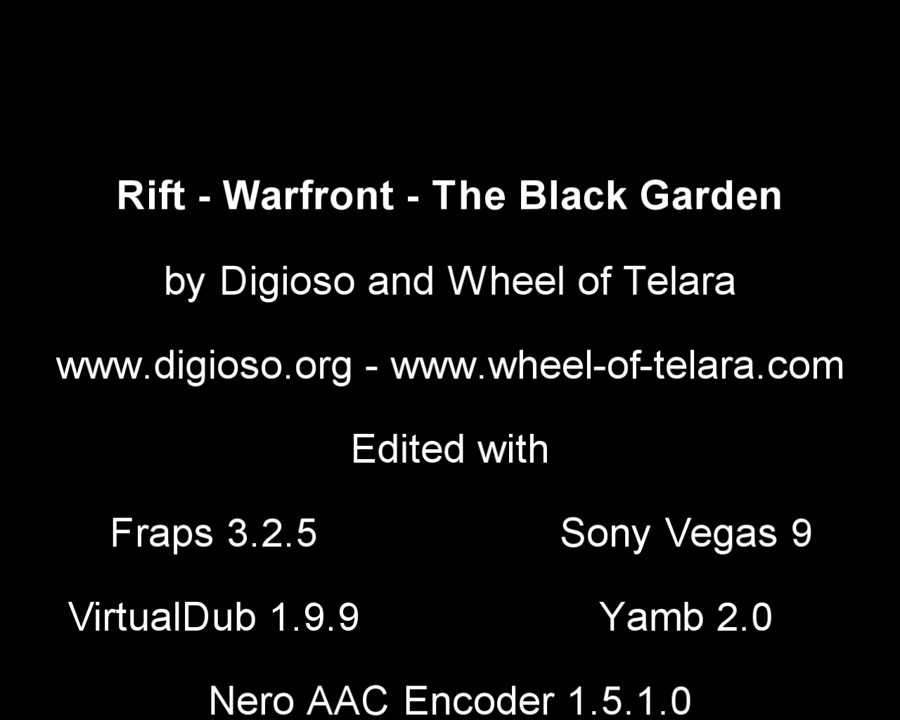 Rift - Warfront - The Black Garden
by Digioso and Wheel of Telara
www.digioso.org - www.wheel-of-telara.com
Edited with
Fraps 3.2.5 Sony Vegas 9
VirtualDub 1.9.9 Yamb 2.0
Nero AAC Encoder 1.5.1.0